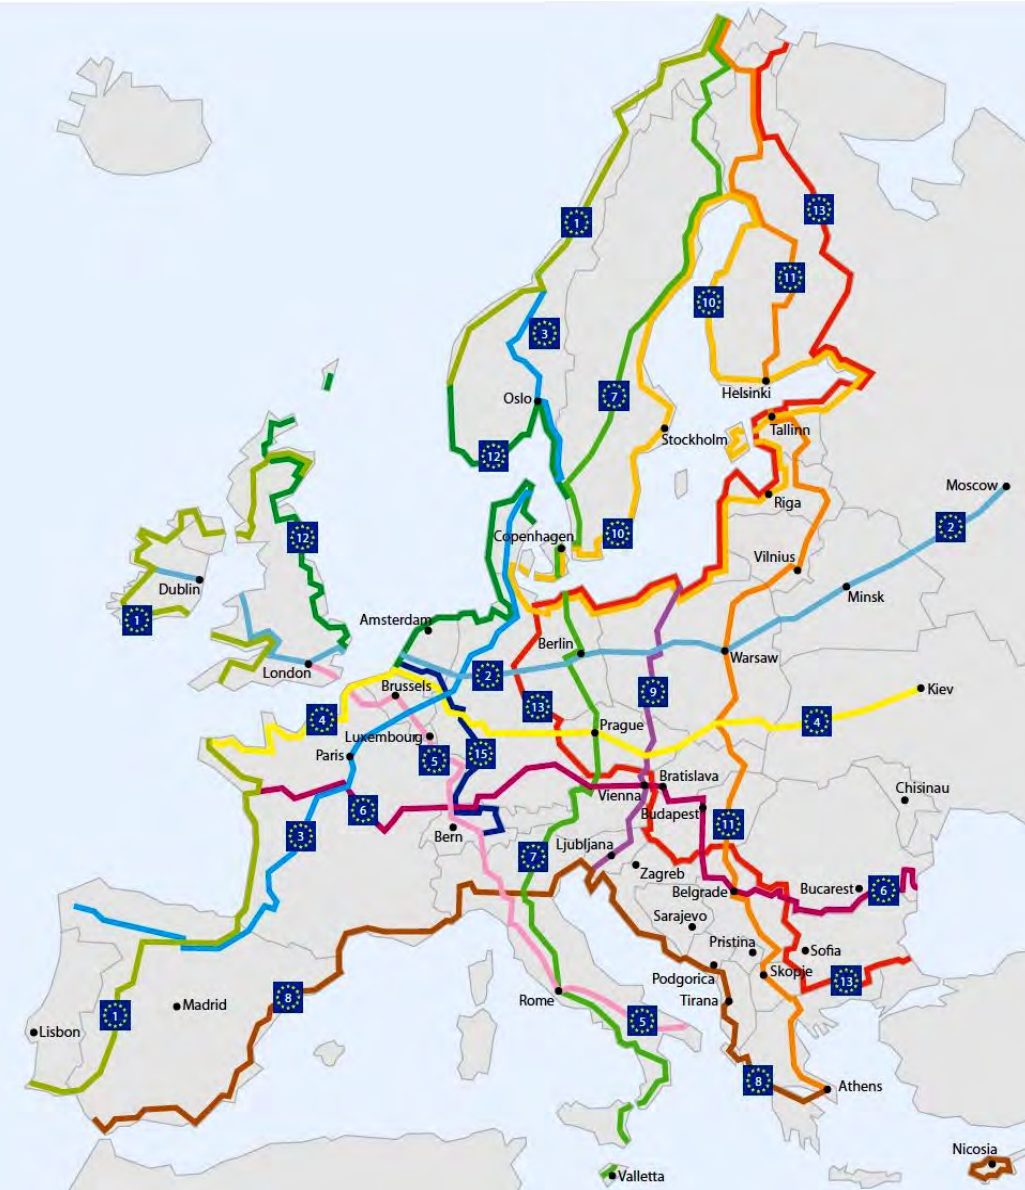 1
13
11
10
3
7
Helsinki
Oslo
Tallinn
Stockholm
12
Moscow
Riga
2
10
12
Copenhagen
Vilnius
Dublin
Minsk
1
Amsterdam
Berlin
Warsaw
London
2
Brussels
Kiev
9
13
4
4
Prague
Luxembourg
Paris
15
5
Bratislava
Vienna
Chisinau
6
Budapest
11
3
Bern
Ljubljana
7
Zagreb
Belgrade
Bucarest
6
Sarajevo
Pristina
Sofia
Podgorica
Skopje
13
8
Rome
Tirana
Madrid
1
5
Lisbon
8
Athens
Nicosia
Valletta